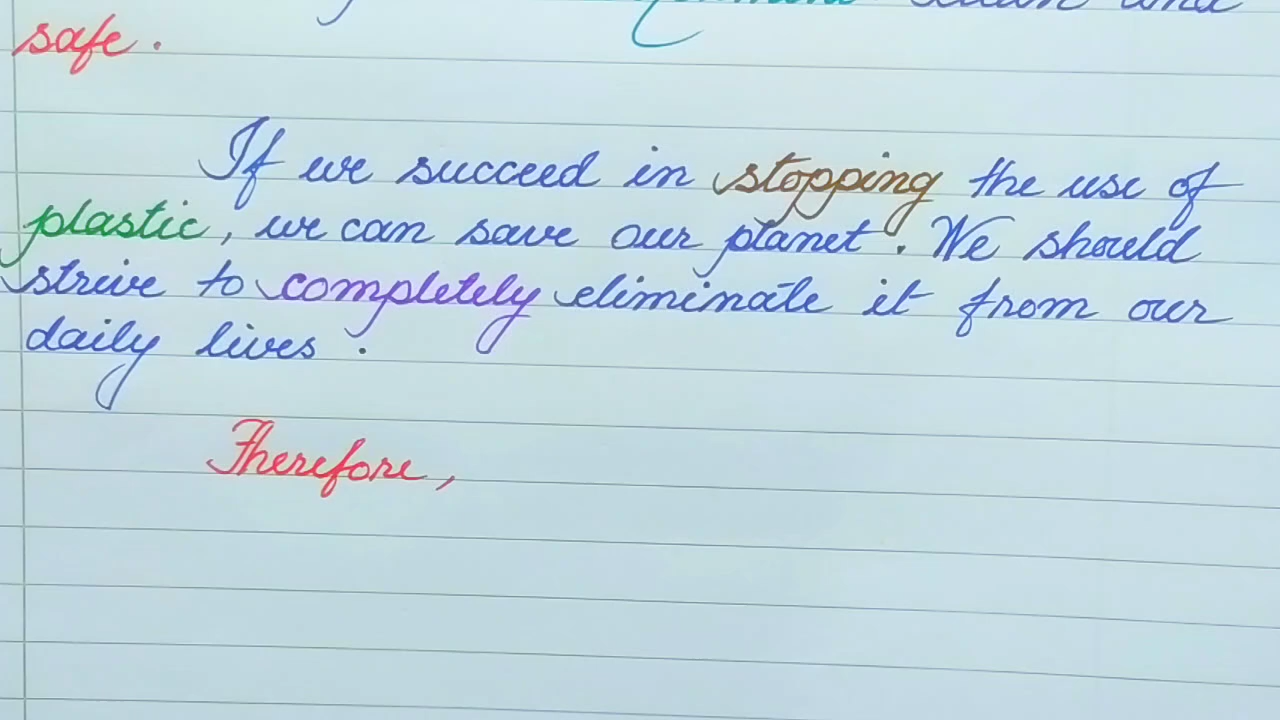 and
safe.
If we succeed in stopping the use of
plastic, we can save our planet. We should
strive to completely eliminate it from our
daily lives.
Therefore,